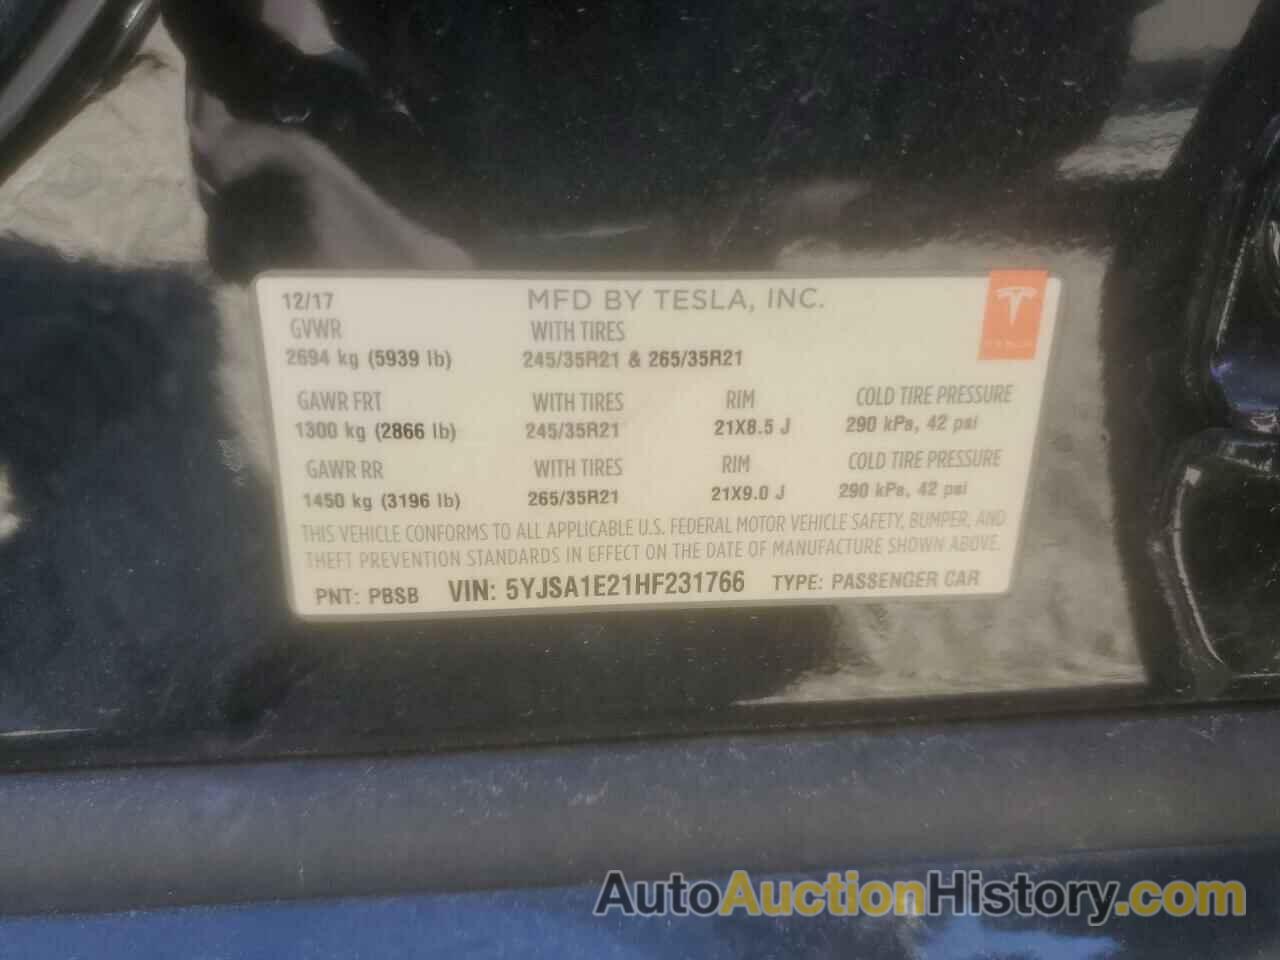 12/17 MFD BY TESLA, INC.
GVWR WITH TIRES
2694 kg (5939 lb) 245/35R21 & 265/35R21
GAWR FRT WITH TIRES RIM COLD TIRE PRESSURE
1300 kg (2866 lb) 245/35R21 21X8.5 J 290 kPa, 42 psi
GAWR RR WITH TIRES RIM COLD TIRE PRESSURE
1450 kg (3196 lb) 265/35R21 21X9.0 J 290 kPa, 42 psi
THIS VEHICLE CONFORMS TO ALL APPLICABLE U.S. FEDERAL MOTOR VEHICLE SAFETY, BUMPER, AND
THEFT PREVENTION STANDARDS IN EFFECT ON THE DATE OF MANUFACTURE SHOWN ABOVE.
PNT: PBSB VIN: 5YJSA1E21HF231766 TYPE: PASSENGER CAR
AutoAuctionHistory.com